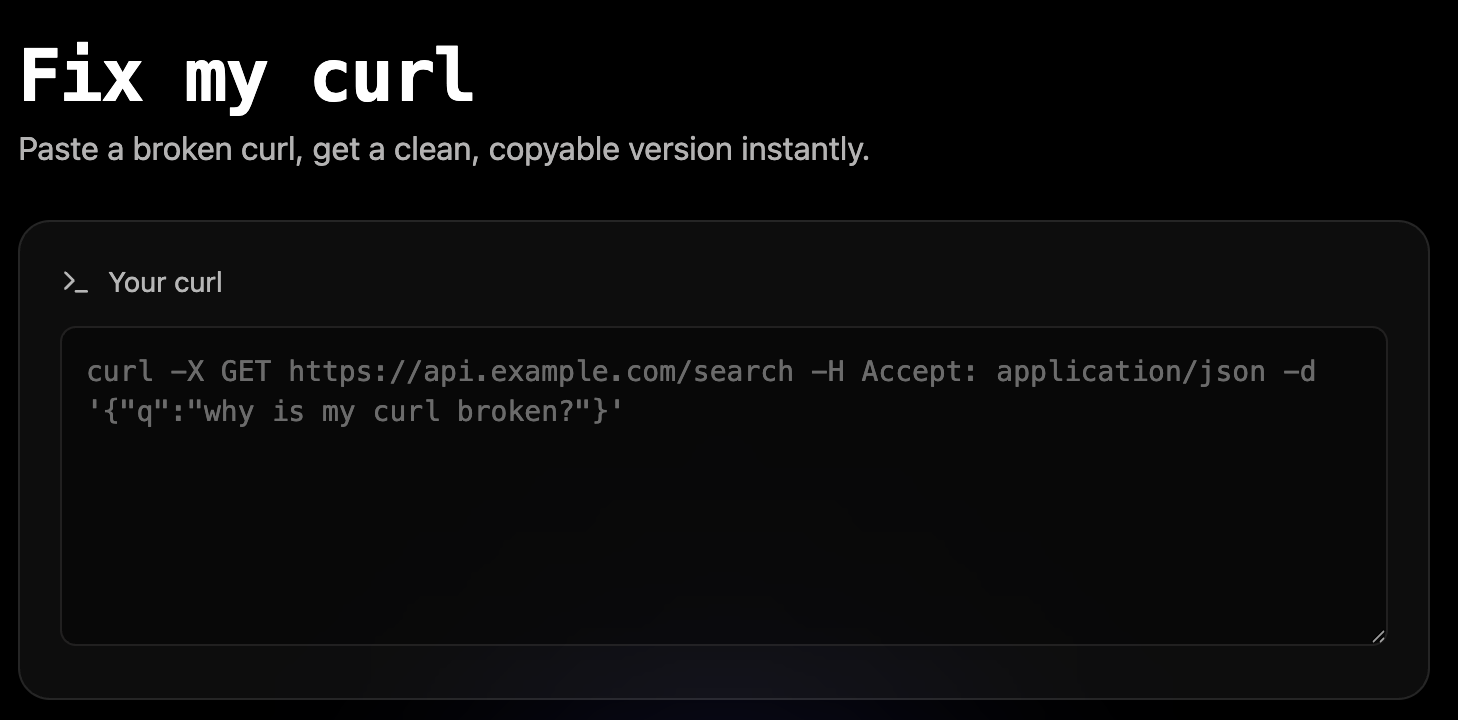 Fix my curl
Paste a broken curl, get a clean, copyable version instantly.
>_ Your curl
curl -X GET https://api.example.com/search -H Accept: application/json -d
'{"q":"why is my curl broken?"}'